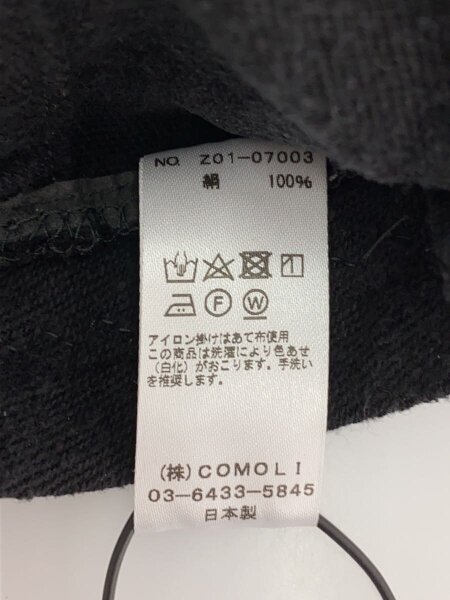 NO. Z01-07003
絹 100%
F W
アイロン掛けはあて布使用
この商品は洗濯により色あせ
(白化)がおこります。手洗い
を推奨します。
(株)COMOLI
03-6433-5845
日本製